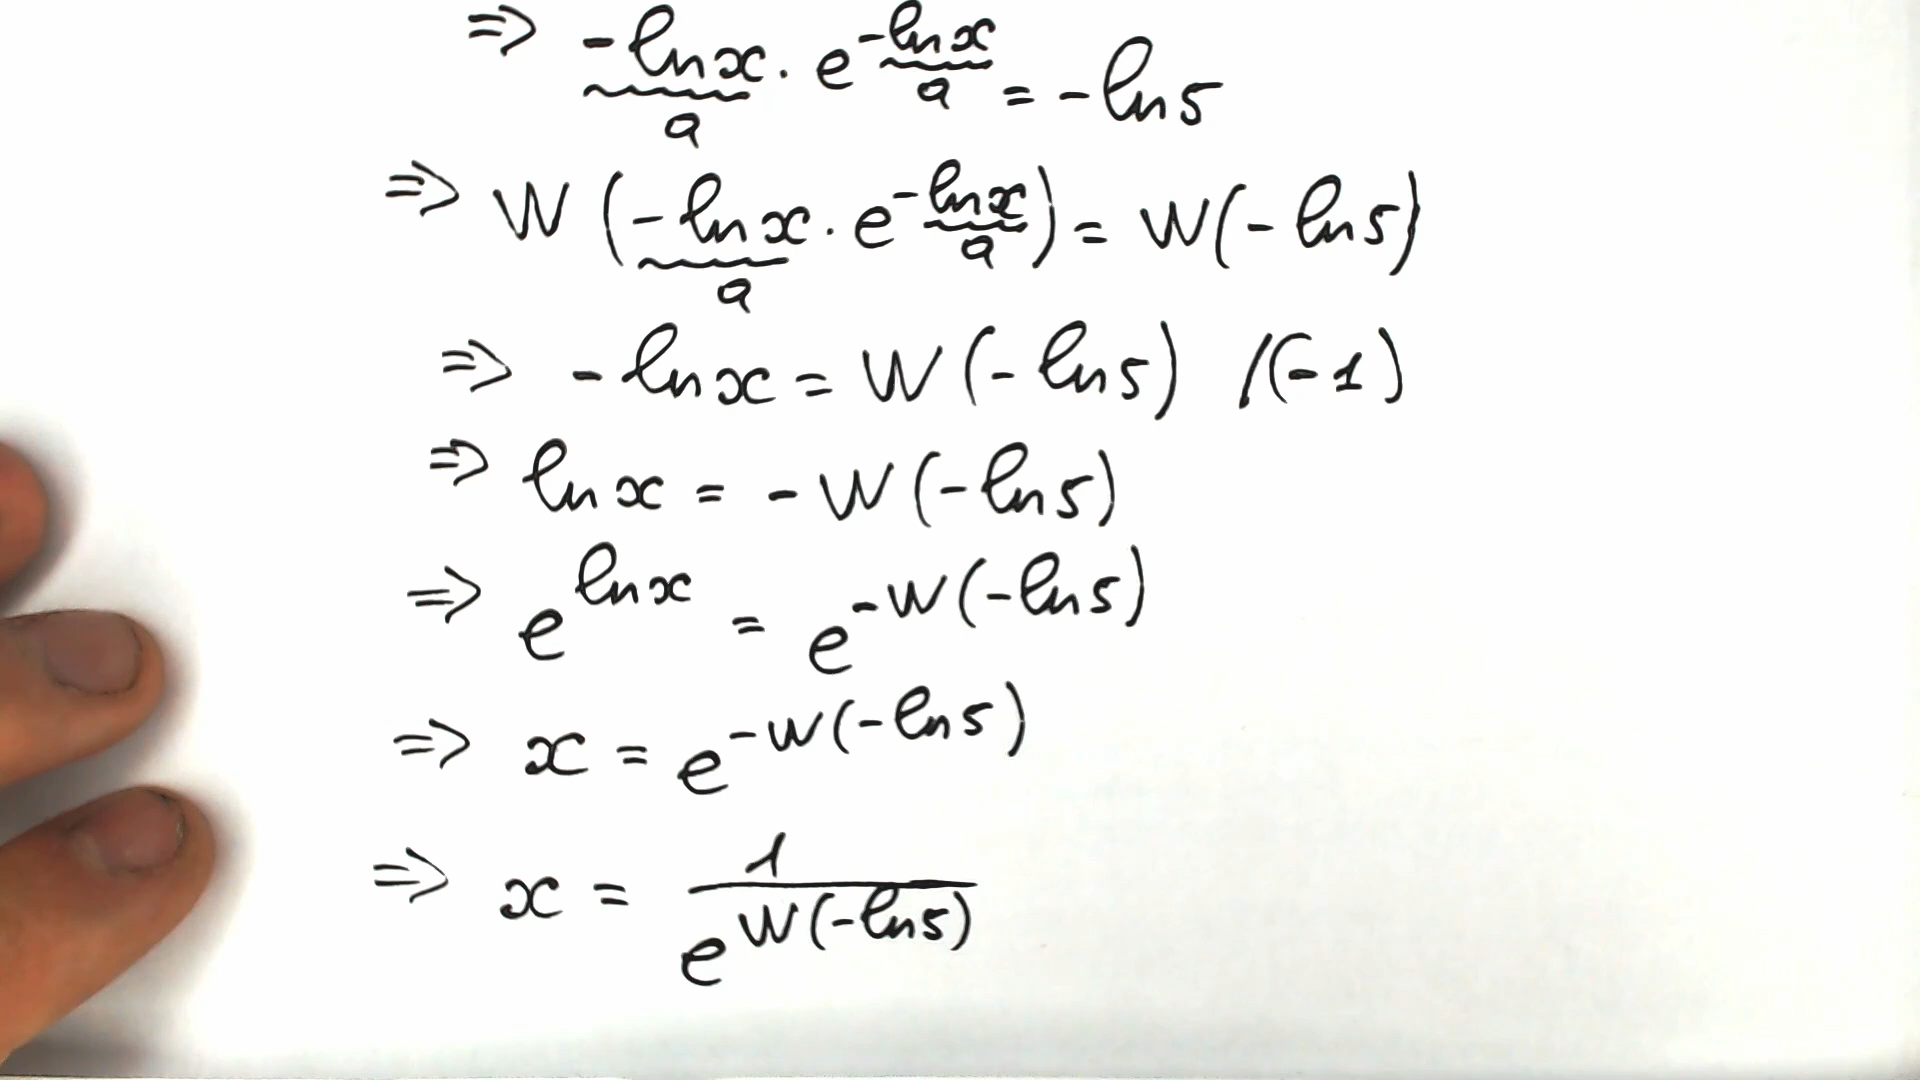 => -ln x · e^(-ln x) = -ln 5
a a
=> W (-ln x · e^(-ln x)) = W(-ln 5)
a a
=> -ln x = W (-ln 5) /(-1)
=> ln x = -W (-ln 5)
=> e^(ln x) = e^(-W(-ln 5))
=> x = e^(-W(-ln 5))
=> x = 1 / e^(W(-ln 5))